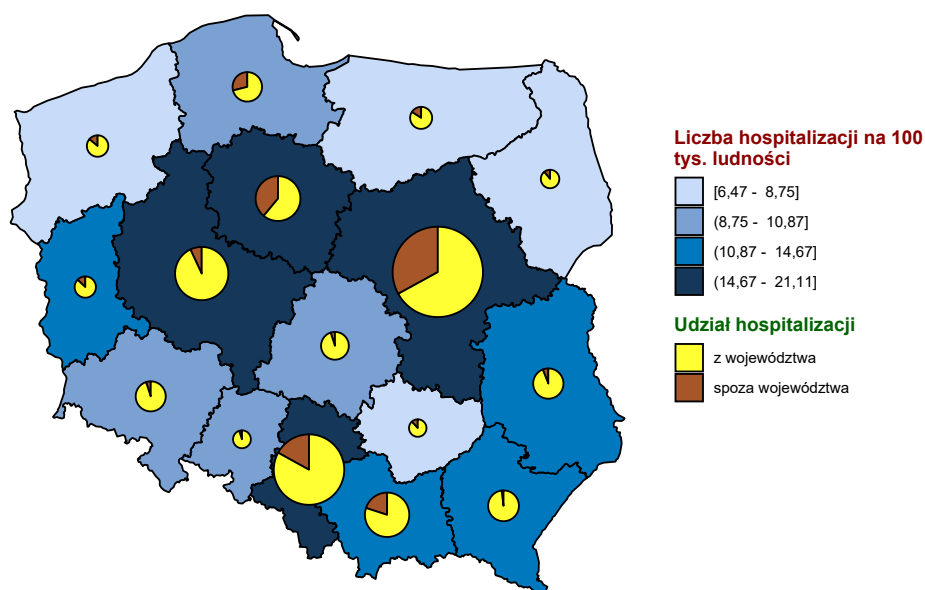 Liczba hospitalizacji na 100
tys. ludności
[6,47 - 8,75]
(8,75 - 10,87]
(10,87 - 14,67]
(14,67 - 21,11]
Udział hospitalizacji
z województwa
spoza województwa